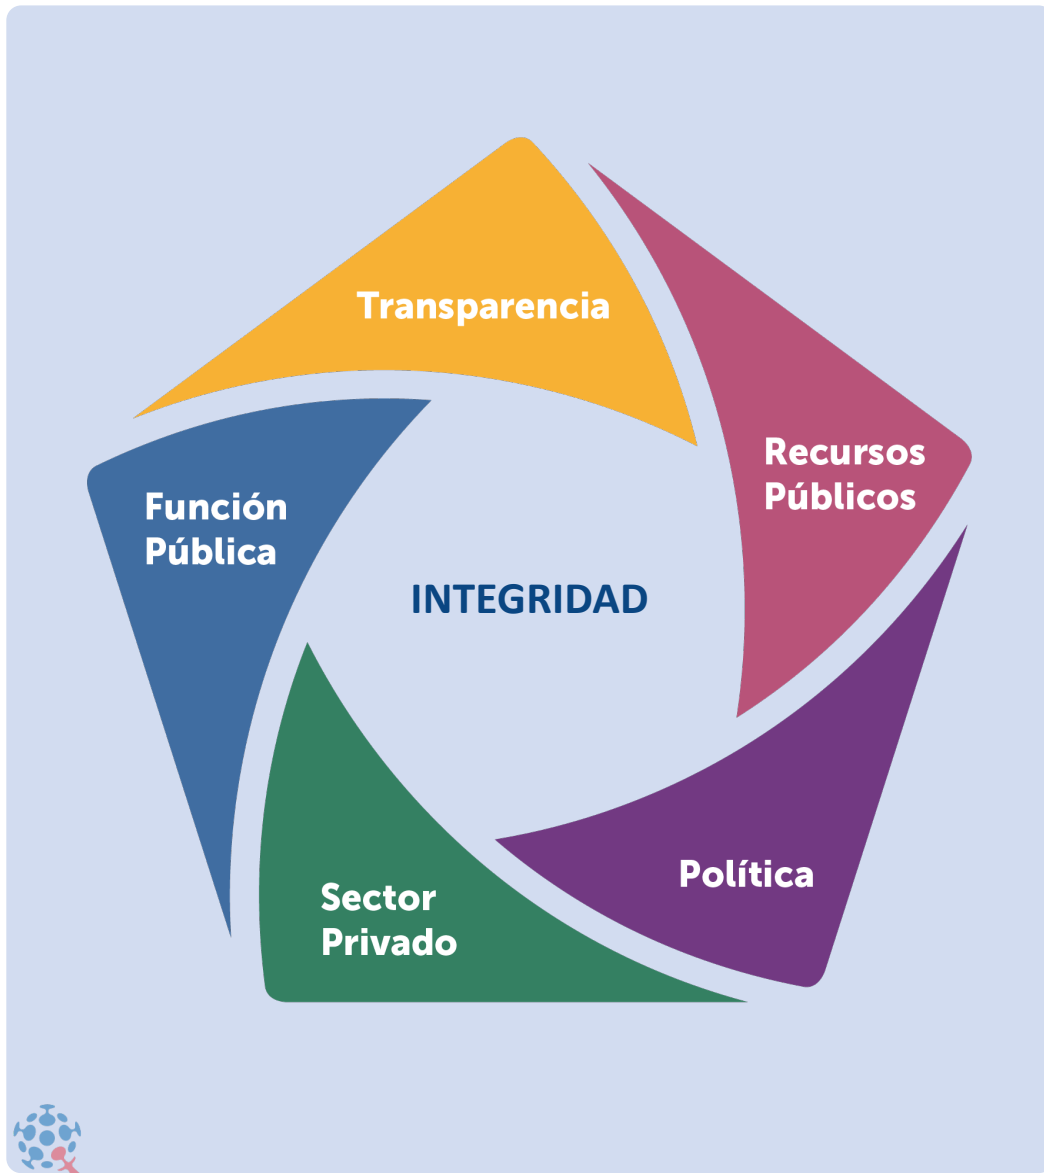 Transparencia
Recursos
Públicos
Función
Pública
INTEGRIDAD
Política
Sector
Privado